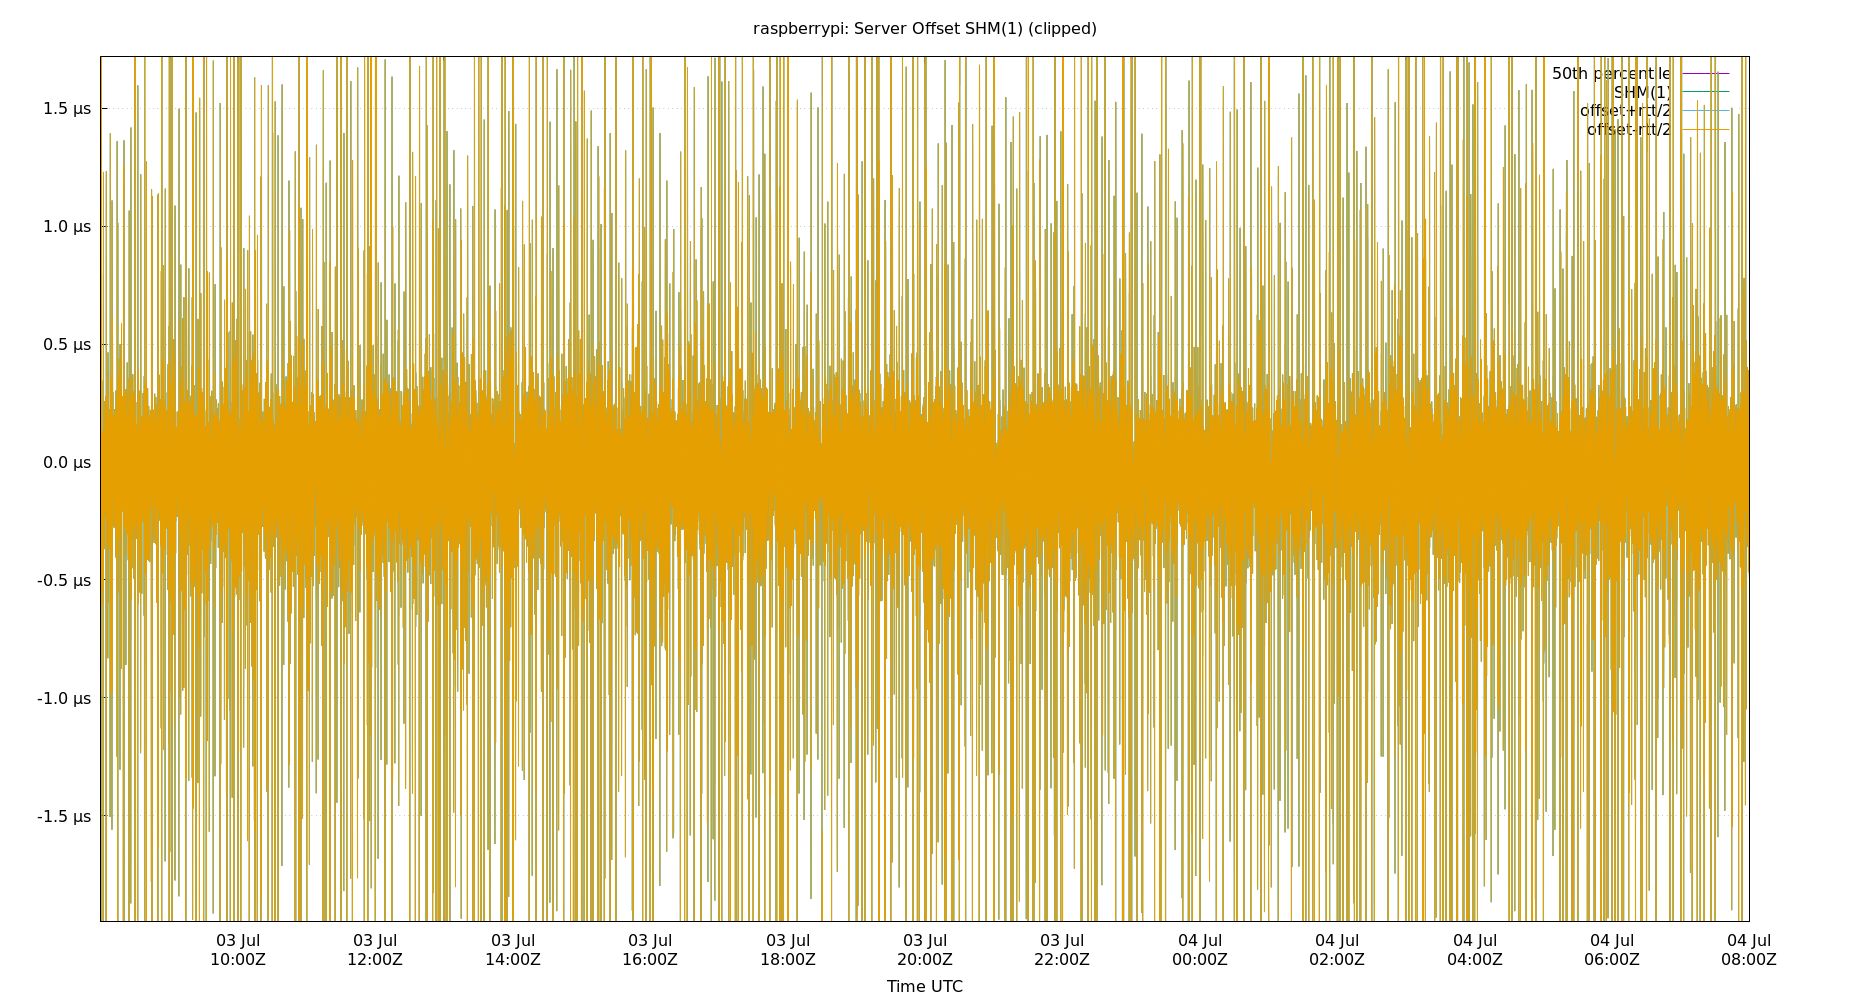 raspberrypi: Server Offset SHM(1) (clipped)
50th percentile
SHM(1)
offset+rtt/2
offset-rtt/2
1.5 µs
1.0 µs
0.5 µs
0.0 µs
-0.5 µs
-1.0 µs
-1.5 µs
03 Jul 03 Jul 03 Jul 03 Jul 03 Jul 03 Jul 03 Jul 04 Jul 04 Jul 04 Jul 04 Jul 04 Jul
10:00Z 12:00Z 14:00Z 16:00Z 18:00Z 20:00Z 22:00Z 00:00Z 02:00Z 04:00Z 06:00Z 08:00Z
Time UTC